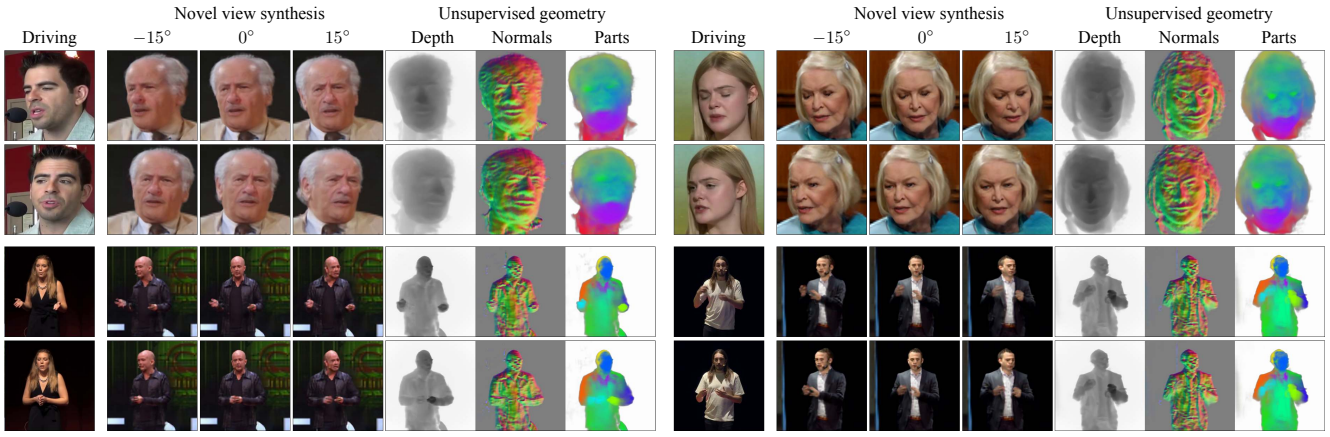 Novel view synthesis Unsupervised geometry Novel view synthesis Unsupervised geometry
Driving −15° 0° 15° Depth Normals Parts Driving −15° 0° 15° Depth Normals Parts